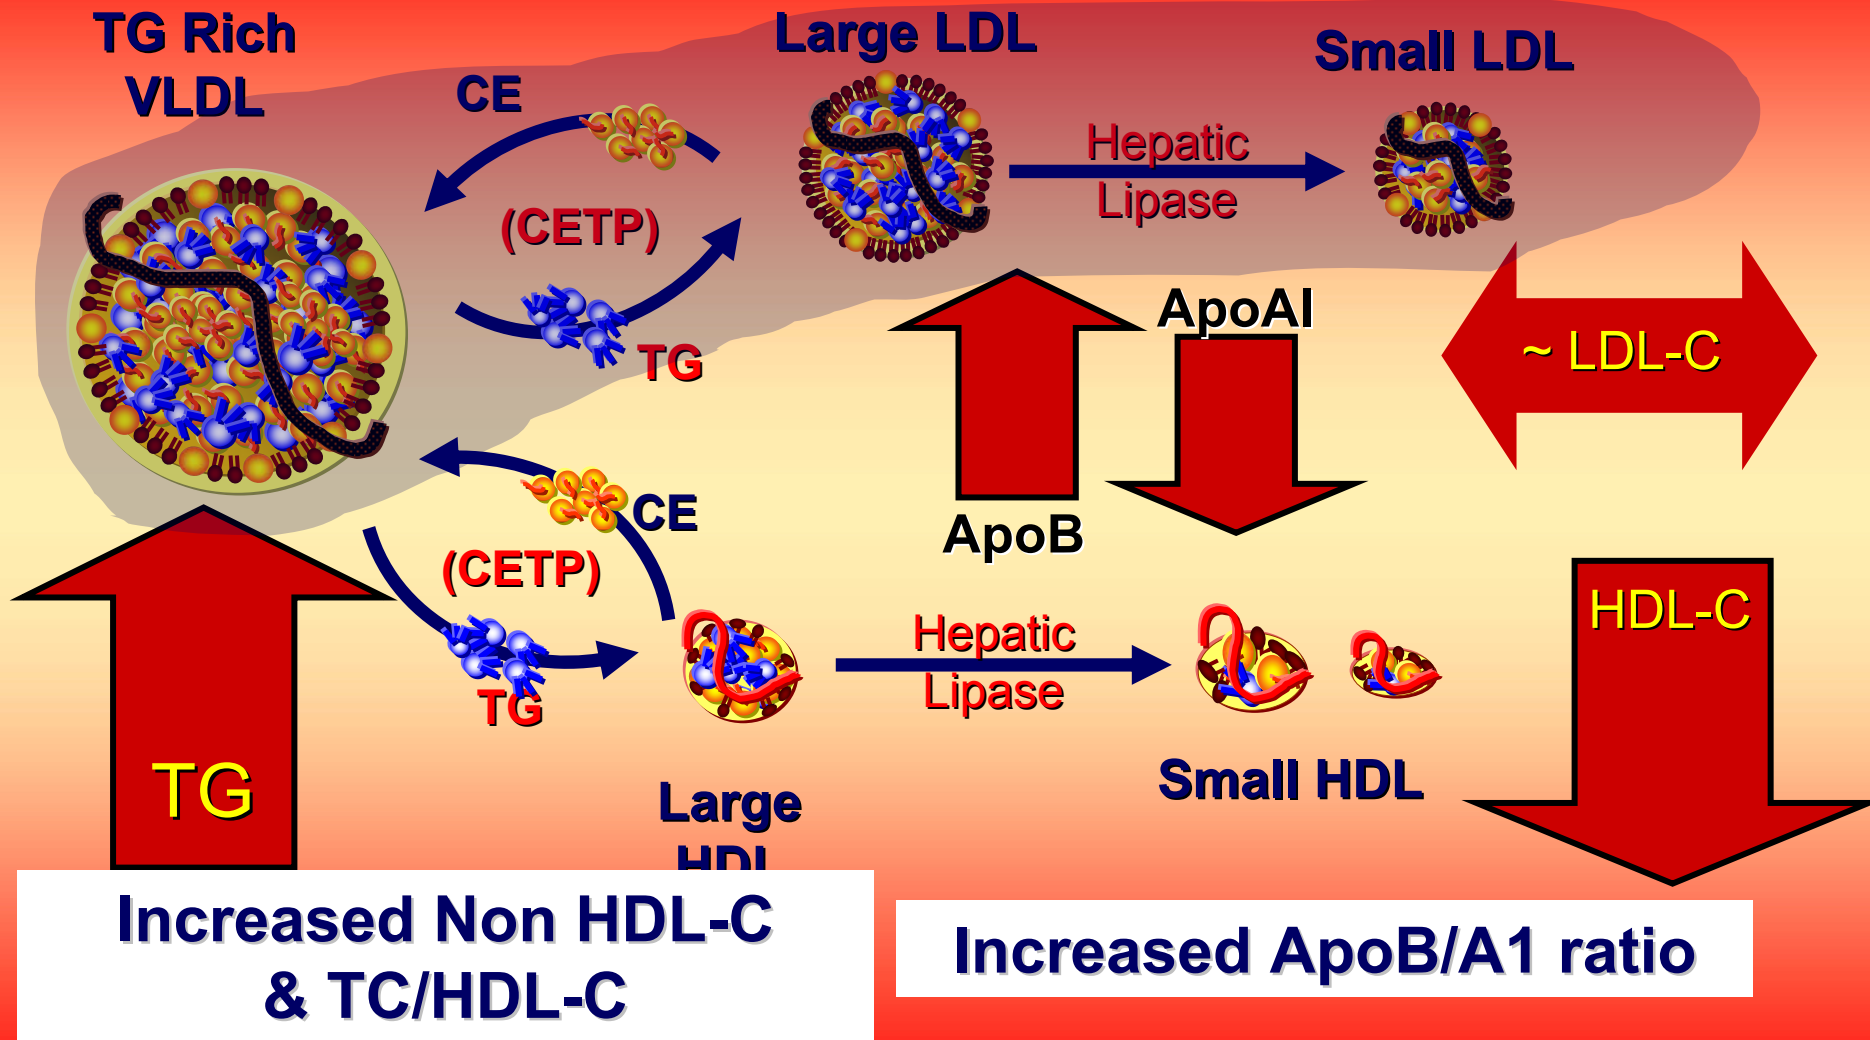 TG Rich
VLDL
CE
(CETP)
TG
Large LDL
Hepatic
Lipase
Small LDL
ApoAI
~ LDL-C
ApoB
CE
(CETP)
TG
Hepatic
Lipase
HDL-C
TG
Large
HDL
Small HDL
Increased Non HDL-C
& TC/HDL-C
Increased ApoB/A1 ratio